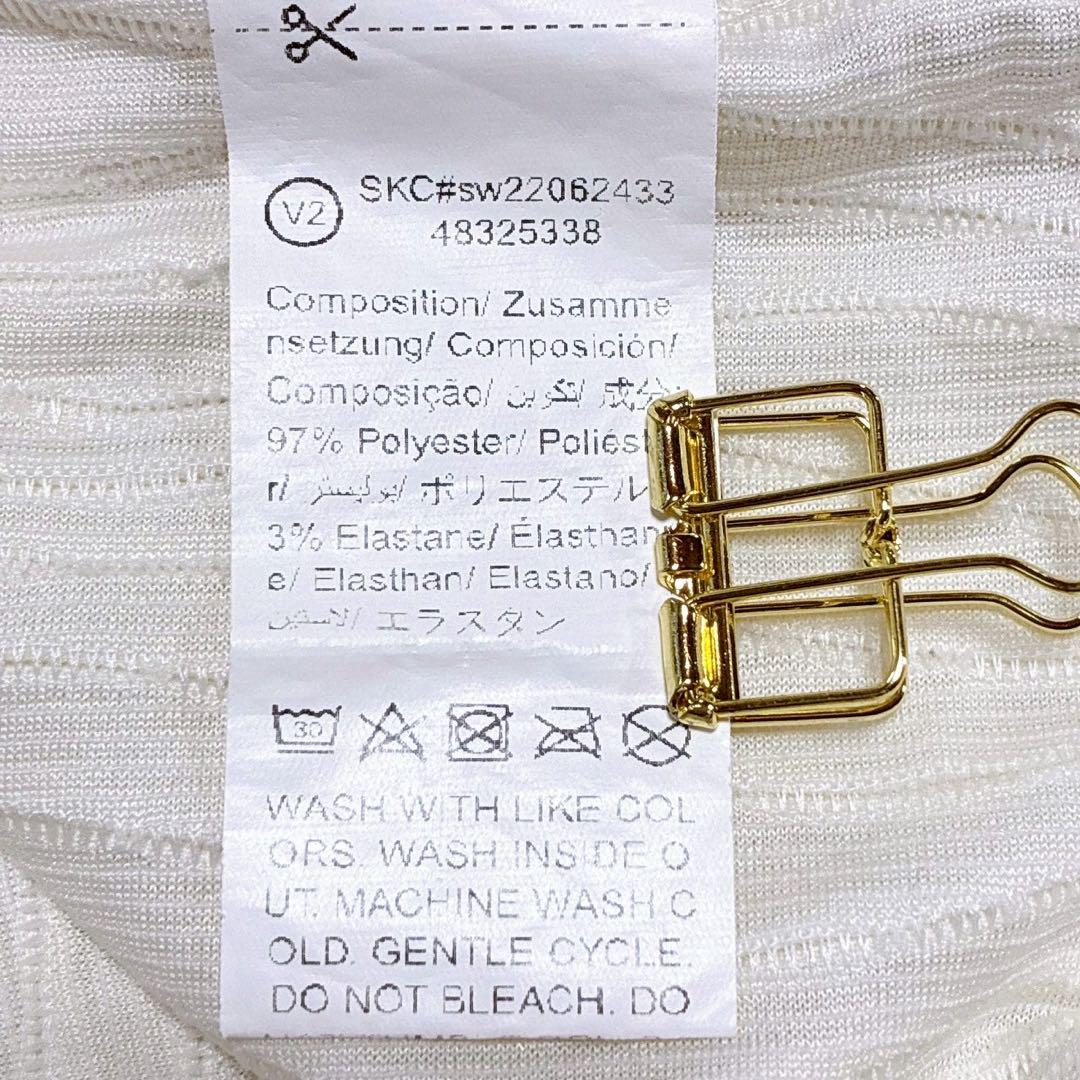 V2
SKC#sw22062433
48325338
Composition/ Zusamme
nsetzung/ Composición/
Composição/ تكوين/ 成分
97% Polyester/ Poliést
r/ بوليستر/ ポリエステル
3% Elastane/ Élasthan
e/ Elasthan/ Elastano/
エラスタン
30
WASH WITH LIKE COL
ORS. WASH INSIDE O
UT. MACHINE WASH C
OLD. GENTLE CYCLE.
DO NOT BLEACH. DO